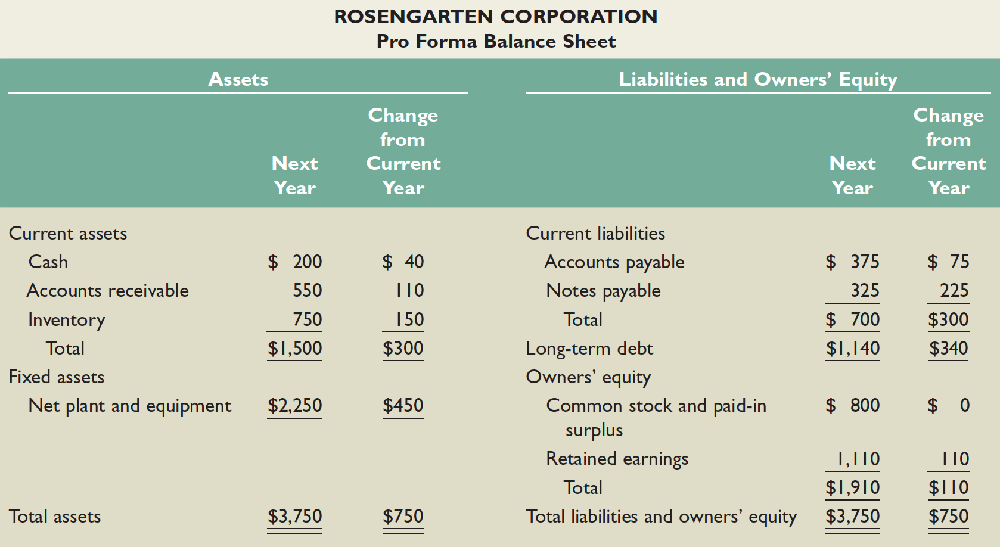 ROSENGARTEN CORPORATION
Pro Forma Balance Sheet
Assets Liabilities and Owners’ Equity
Change Change
from from
Next Current Next Current
Year Year Year Year
Current assets Current liabilities
Cash $ 200 $ 40 Accounts payable $ 375 $ 75
Accounts receivable 550 110 Notes payable 325 225
Inventory 750 150 Total $ 700 $300
Total $1,500 $300 Long-term debt $1,140 $340
Fixed assets Owners’ equity
Net plant and equipment $2,250 $450 Common stock and paid-in $ 800 $ 0
surplus
Retained earnings 1,110 110
Total $1,910 $110
Total assets $3,750 $750 Total liabilities and owners’ equity $3,750 $750